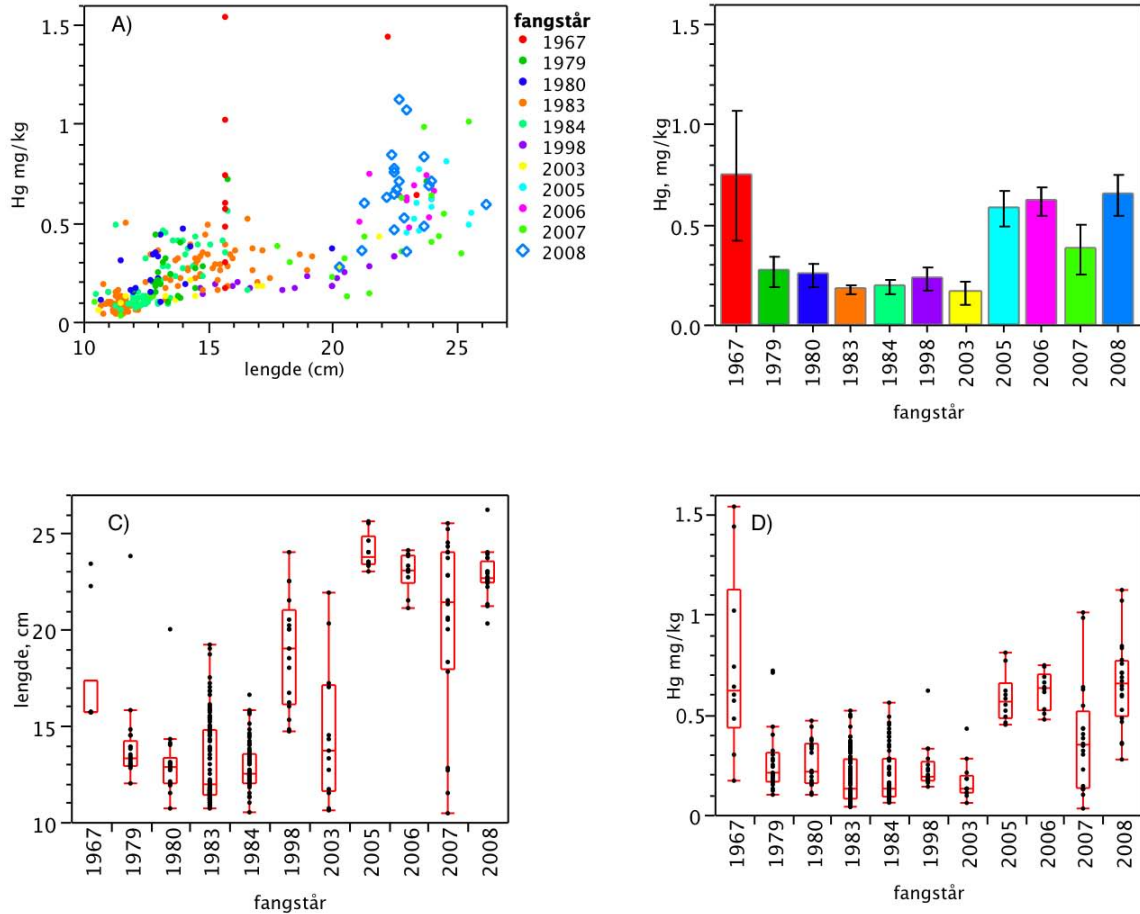 A)
Hg mg/kg
1.5
1
0.5
0
10 15 20 25
lengde (cm)
fangstår
1967
1979
1980
1983
1984
1998
2003
2005
2006
2007
2008
Hg, mg/kg
1.5
1.0
0.5
0.0
1967 1979 1980 1983 1984 1998 2003 2005 2006 2007 2008
fangstår
C)
lengde, cm
25
20
15
10
1967 1979 1980 1983 1984 1998 2003 2005 2006 2007 2008
fangstår
D)
Hg mg/kg
1.5
1
0.5
0
1967 1979 1980 1983 1984 1998 2003 2005 2006 2007 2008
fangstår